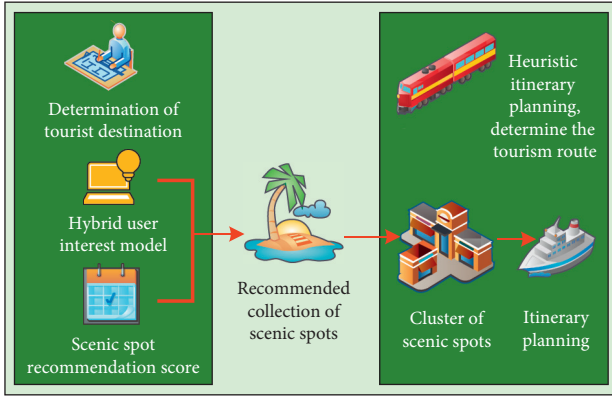 Determination of
tourist destination
Hybrid user
interest model
Scenic spot
recommendation score
Recommended
collection of
scenic spots
Heuristic
itinerary
planning,
determine the
tourism route
Cluster of
scenic spots
Itinerary
planning